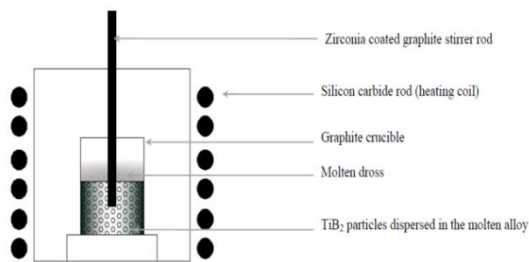 Zirconia coated graphite stirrer rod
Silicon carbide rod (heating coil)
Graphite crucible
Molten dross
TiB₂ particles dispersed in the molten alloy